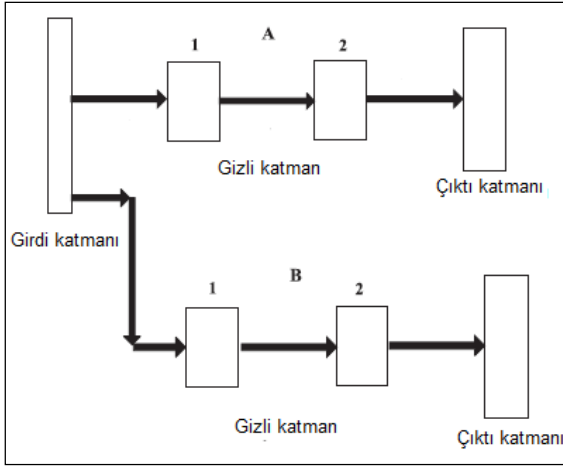 A
1 2
Gizli katman
Çıktı katmanı
Girdi katmanı
B
1 2
Gizli katman
Çıktı katmanı